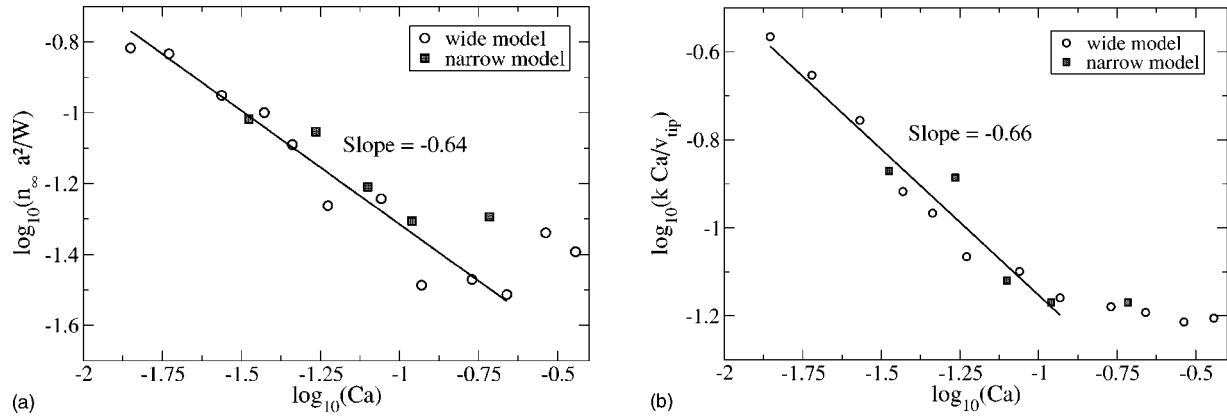 wide model
narrow model
Slope = -0.64
log₁₀(n∞ a²/W)
-0.8
-1
-1.2
-1.4
-1.6
-2
-1.75
-1.5
-1.25
-1
-0.75
-0.5
log₁₀(Ca)
(a)
wide model
narrow model
Slope = -0.66
log₁₀(k Ca/v_tip)
-0.6
-0.8
-1
-1.2
-2
-1.75
-1.5
-1.25
-1
-0.75
-0.5
log₁₀(Ca)
(b)